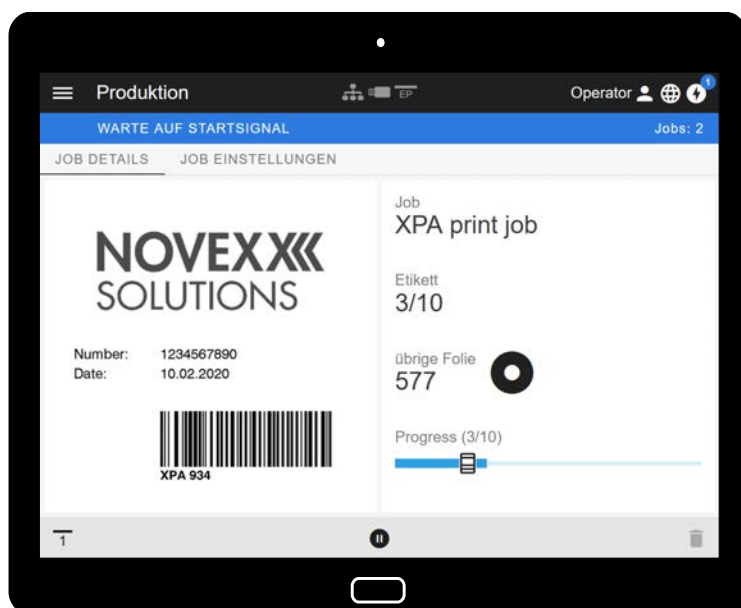 Produktion
EP
Operator
1
WARTE AUF STARTSIGNAL
Jobs: 2
JOB DETAILS
JOB EINSTELLUNGEN
NOVEXX
SOLUTIONS
Number: 1234567890
Date: 10.02.2020
XPA 934
Job
XPA print job
Etikett
3/10
übrige Folie
577
Progress (3/10)
1